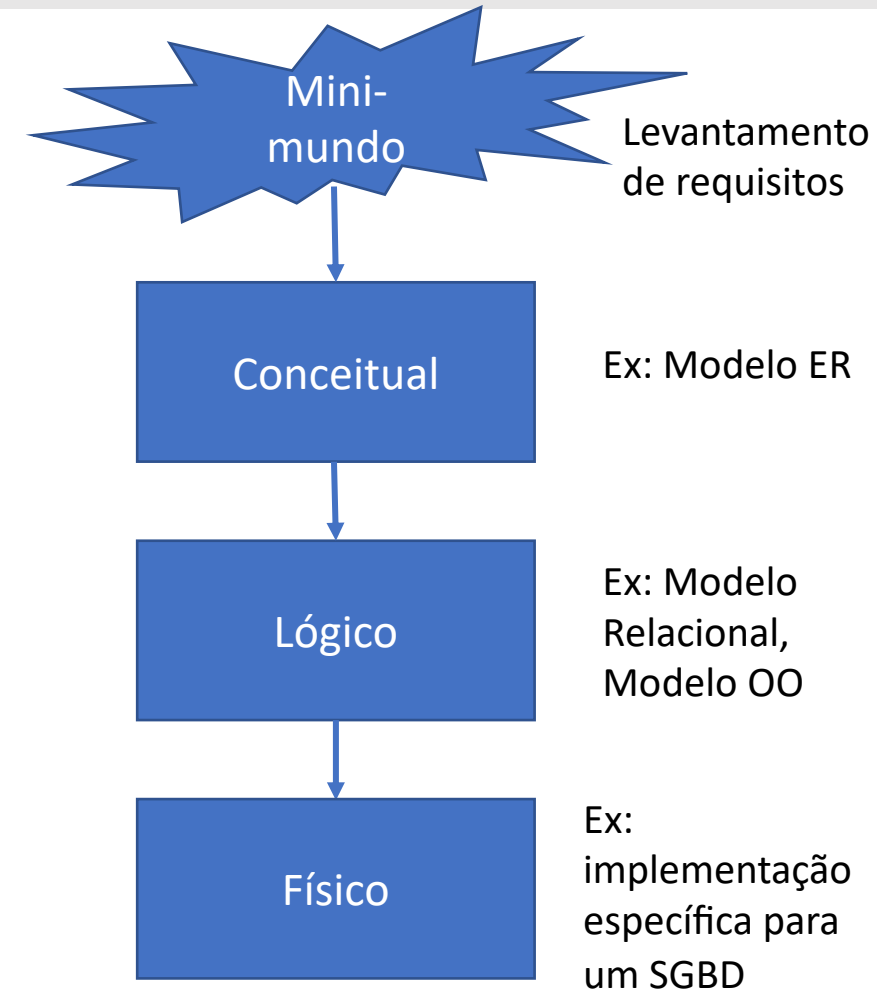 Mini-
mundo
Levantamento
de requisitos
Conceitual
Ex: Modelo ER
Lógico
Ex: Modelo
Relacional,
Modelo OO
Físico
Ex:
implementação
específica para
um SGBD